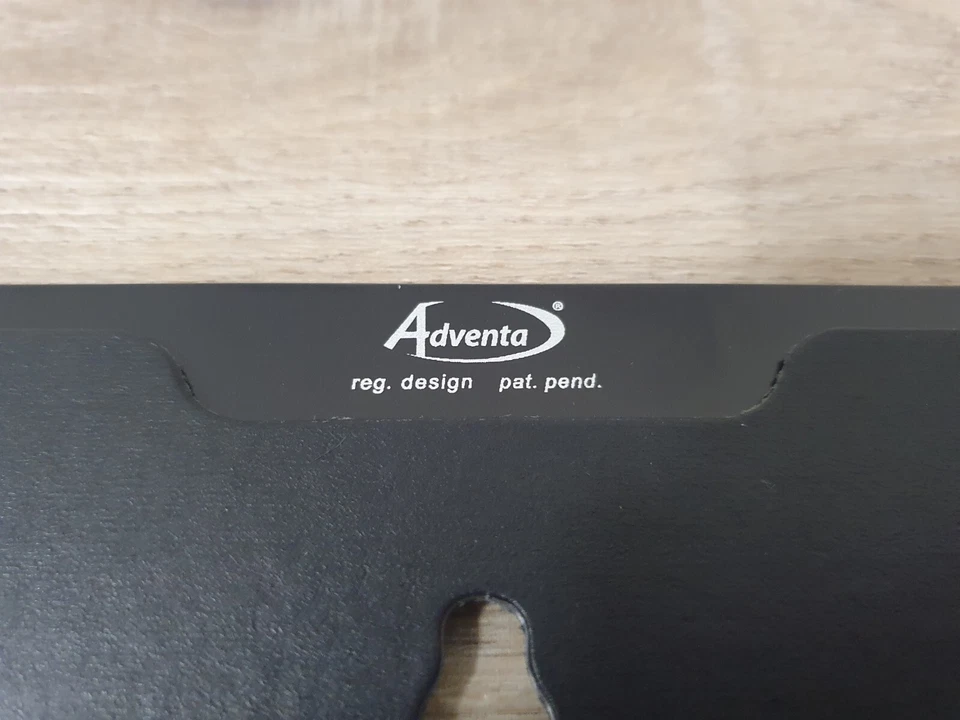 Adventa®
reg. design pat. pend.